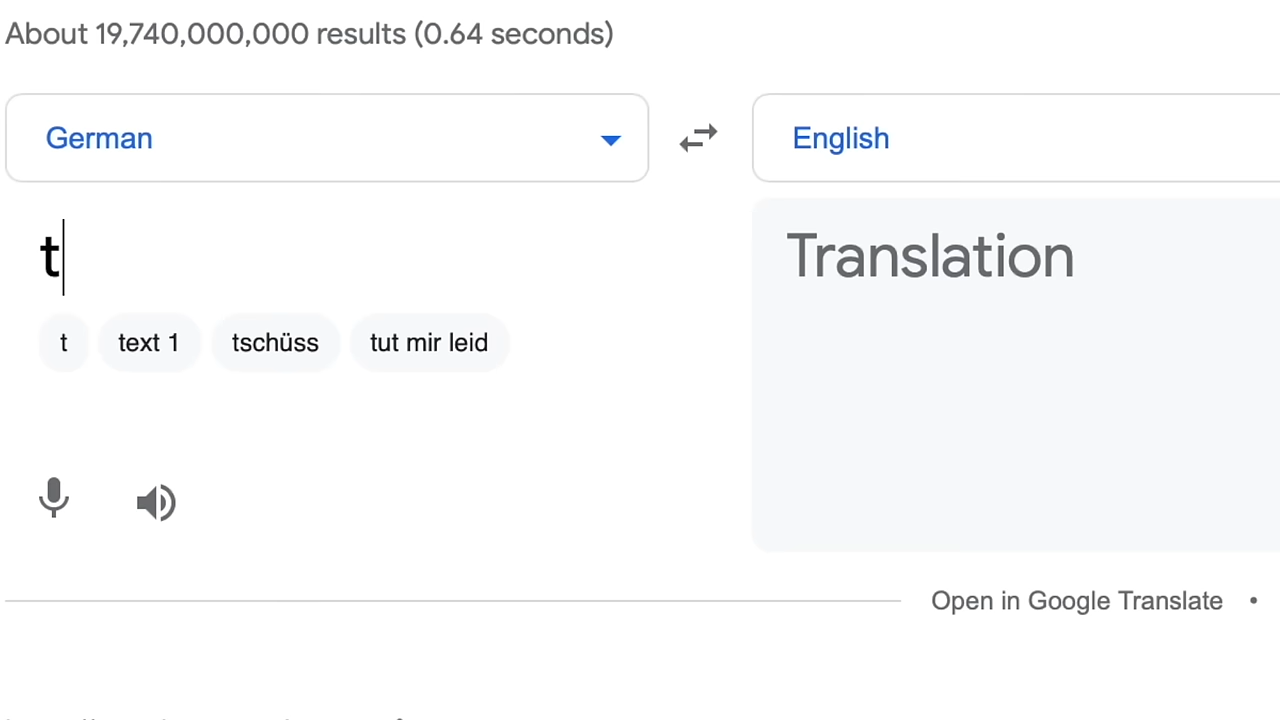 About 19,740,000,000 results (0.64 seconds)
German
English
t
Translation
t
text 1
tschüss
tut mir leid
Open in Google Translate •